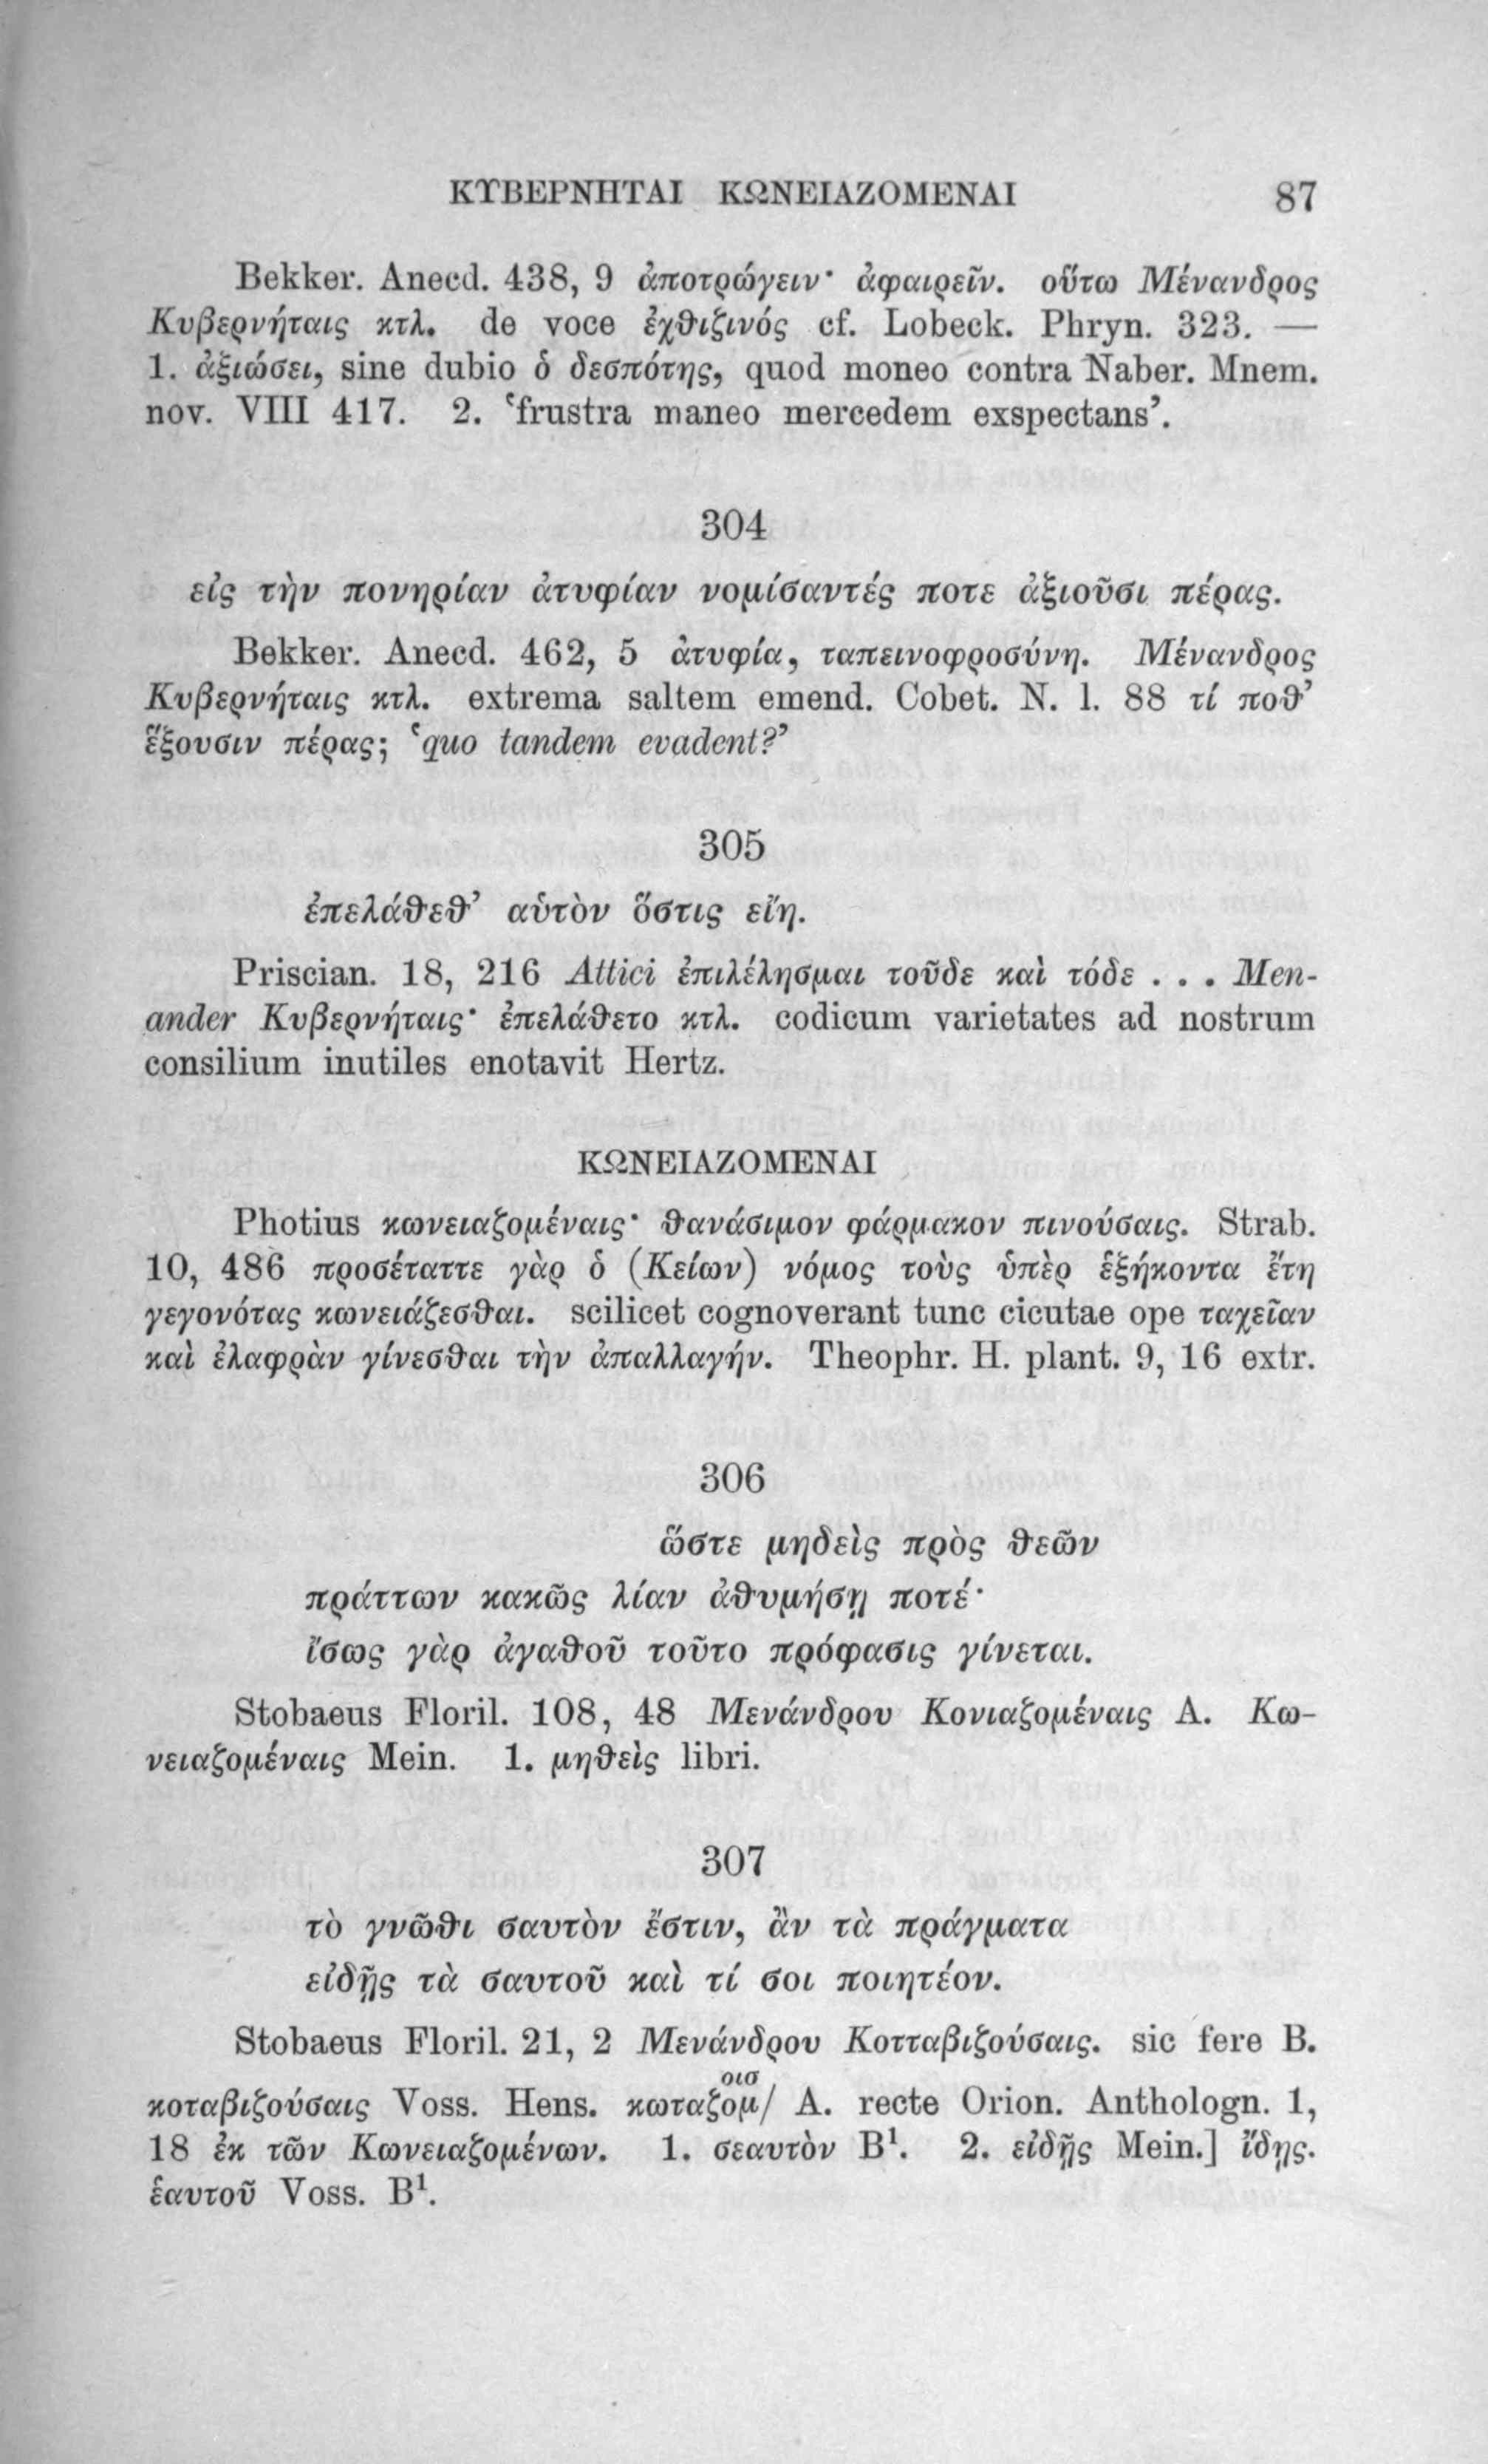 ΚΥΒΕΡΝΗΤΑΙ ΚΩΝΕΙΑΖΟΜΕΝΑΙ 87
Bekker. Anecd. 438, 9 ἀποτρώγειν· ἀφαιρεῖν. οὕτω Μένανδρος
Κυβερνήταις κτλ. de voce ἐχθιζινός cf. Lobeck. Phryn. 323. —
1. ἀξιώσει, sine dubio ὁ δεσπότης, quod moneo contra Naber. Mnem.
nov. VIII 417. 2. ‘frustra maneo mercedem exspectans’.
304
εἰς τὴν πονηρίαν ἀτυφίαν νομίσαντές ποτε ἀξιοῦσι πέρας.
Bekker. Anecd. 462, 5 ἀτυφία, ταπεινοφροσύνη. Μένανδρος
Κυβερνήταις κτλ. extrema saltem emend. Cobet. N. l. 88 τί ποθ’
ἕξουσιν πέρας; ‘quo tandem evadent?’
305
ἐπελάθεθ’ αὑτὸν ὅστις εἴη.
Priscian. 18, 216 Attici ἐπιλέλησμαι τοῦδε καὶ τόδε . . . Men-
ander Κυβερνήταις· ἐπελάθετο κτλ. codicum varietates ad nostrum
consilium inutiles enotavit Hertz.
ΚΩΝΕΙΑΖΟΜΕΝΑΙ
Photius κωνειαζομέναις· θανάσιμον φάρμακον πινούσαις. Strab.
10, 486 προσέταττε γὰρ ὁ (Κείων) νόμος τοὺς ὑπὲρ ἑξήκοντα ἔτη
γεγονότας κωνειάζεσθαι. scilicet cognoverant tunc cicutae ope ταχεῖαν
καὶ ἐλαφρὰν γίνεσθαι τὴν ἀπαλλαγήν. Theophr. H. plant. 9, 16 extr.
306
ὥστε μηδεὶς πρὸς θεῶν
πράττων κακῶς λίαν ἀθυμήσῃ ποτέ·
ἴσως γὰρ ἀγαθοῦ τοῦτο πρόφασις γίνεται.
Stobaeus Floril. 108, 48 Μενάνδρου Κονιαζομέναις A. Κω-
νειαζομέναις Mein. 1. μηθεὶς libri.
307
τὸ γνῶθι σαυτὸν ἔστιν, ἂν τὰ πράγματα
εἰδῇς τὰ σαυτοῦ καὶ τί σοι ποιητέον.
Stobaeus Floril. 21, 2 Μενάνδρου Κοτταβιζούσαις. sic fere B.
οισ
κοταβιζούσαις Voss. Hens. κωταζομ/ A. recte Orion. Anthologn. 1,
18 ἐκ τῶν Κωνειαζομένων. 1. σεαυτὸν B¹. 2. εἰδῇς Mein.] ἴδῃς.
ἑαυτοῦ Voss. B¹.